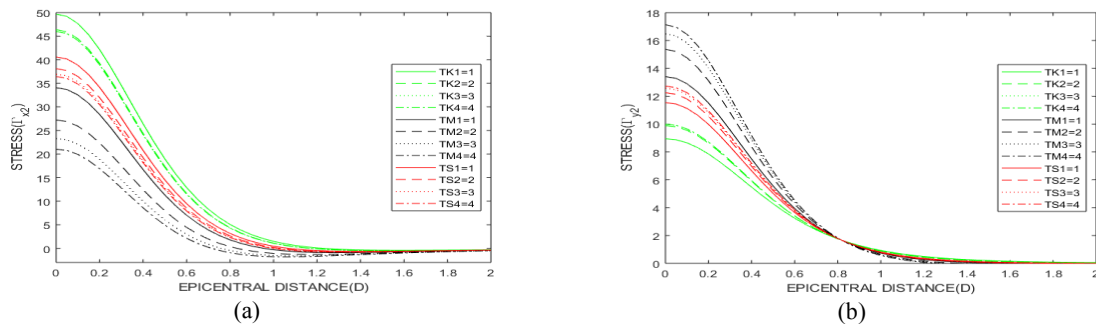 50
45
40
35
30
25
20
15
10
5
0
STRESS(Γ'x2)
0 0.2 0.4 0.6 0.8 1 1.2 1.4 1.6 1.8 2
EPICENTRAL DISTANCE(D)
TK1=1
TK2=2
TK3=3
TK4=4
TM1=1
TM2=2
TM3=3
TM4=4
TS1=1
TS2=2
TS3=3
TS4=4
(a)
18
16
14
12
10
8
6
4
2
0
STRESS(Γ'y2)
0 0.2 0.4 0.6 0.8 1 1.2 1.4 1.6 1.8 2
EPICENTRAL DISTANCE(D)
TK1=1
TK2=2
TK3=3
TK4=4
TM1=1
TM2=2
TM3=3
TM4=4
TS1=1
TS2=2
TS3=3
TS4=4
(b)